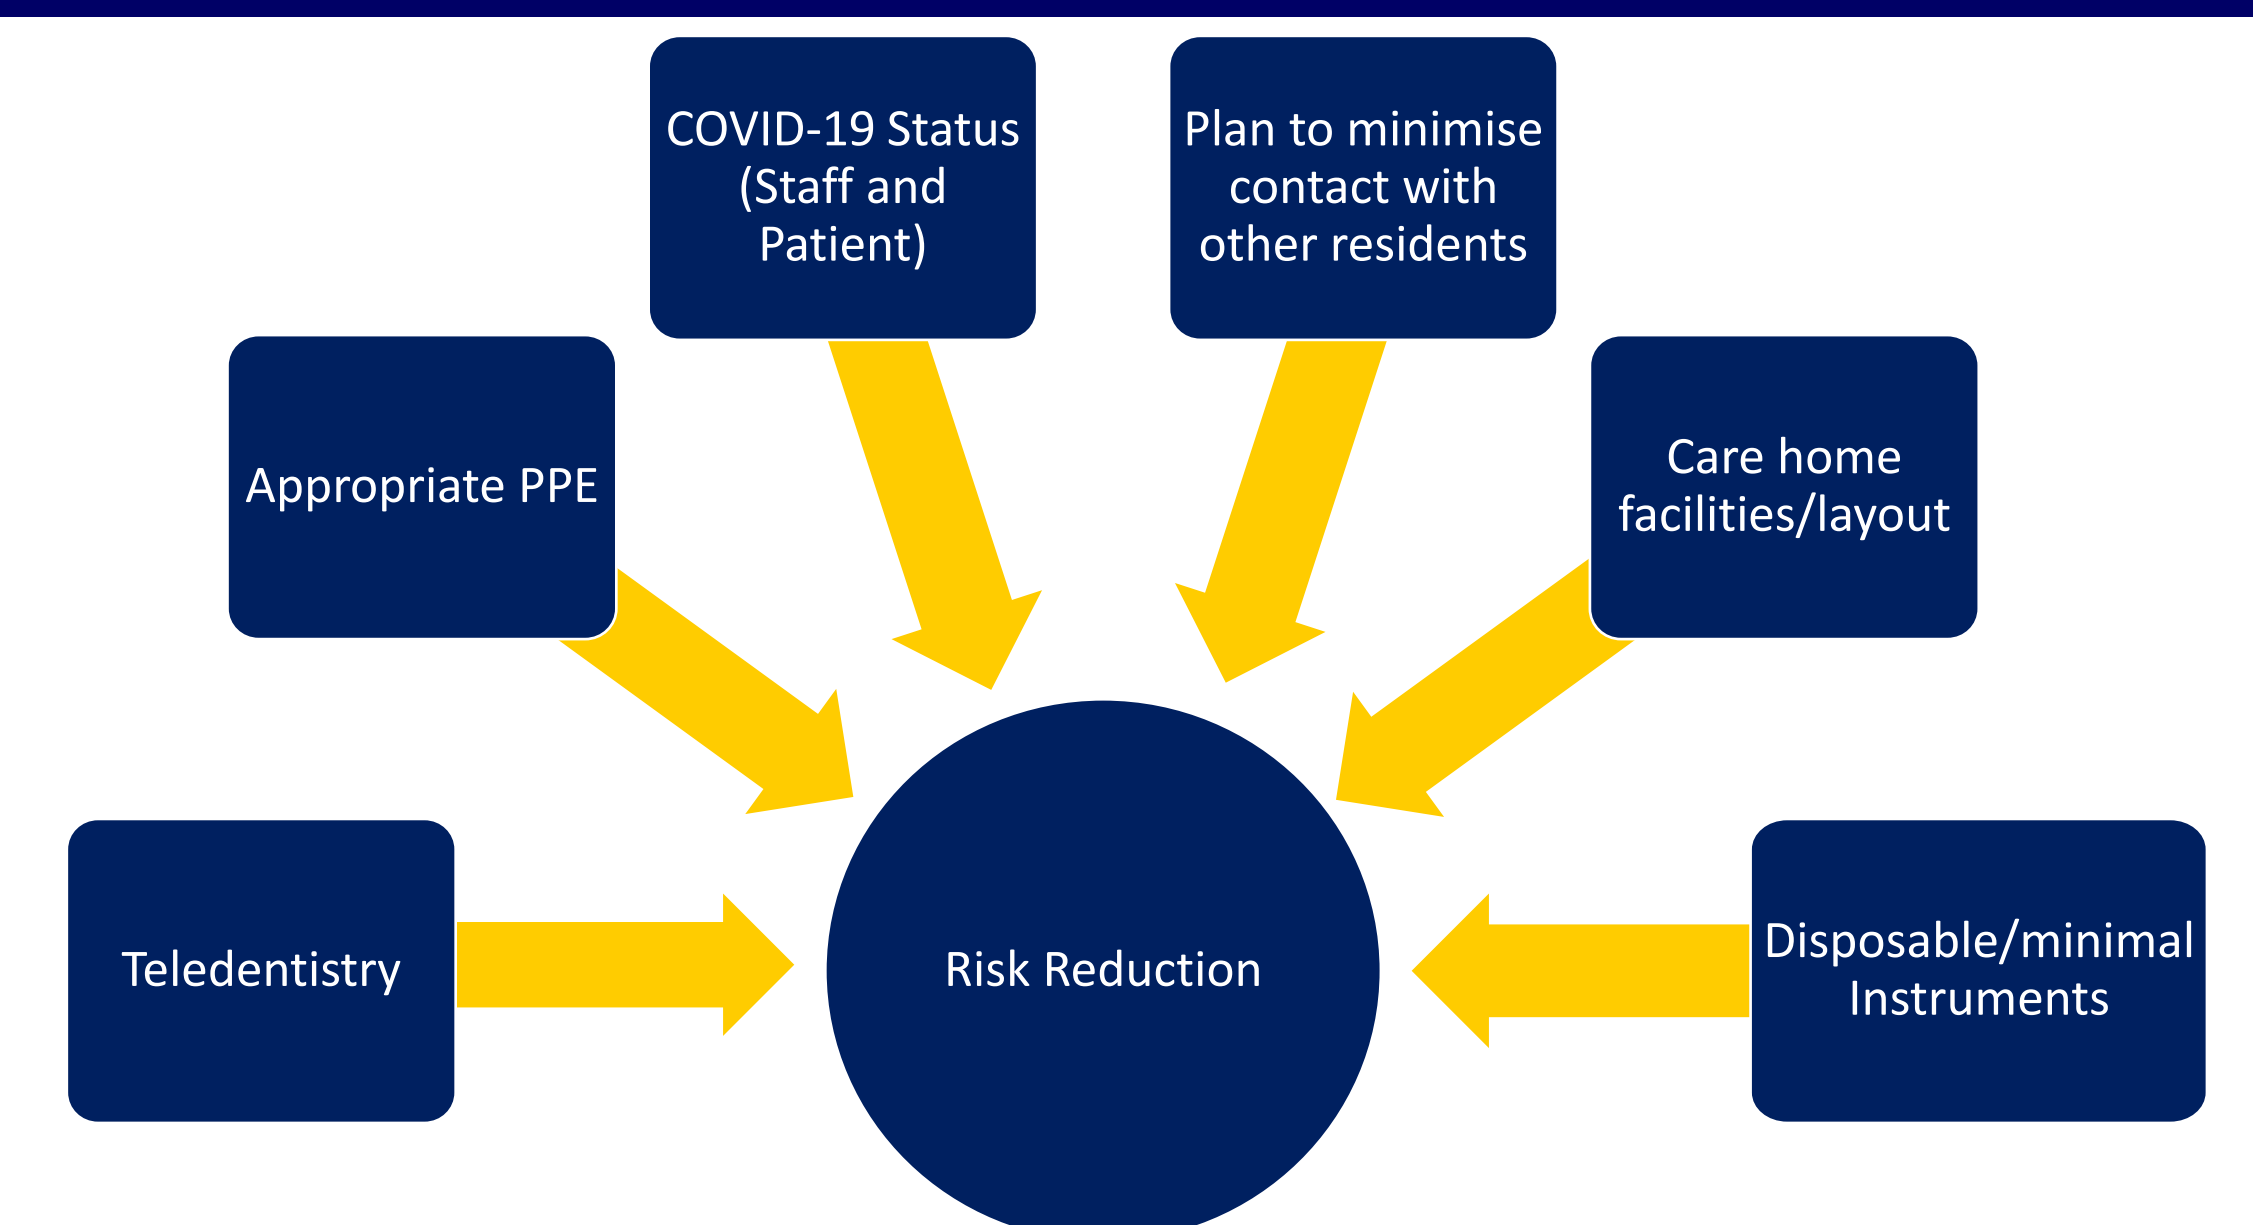 COVID-19 Status
(Staff and
Patient)
Plan to minimise
contact with
other residents
Appropriate PPE
Care home
facilities/layout
Teledentistry
Risk Reduction
Disposable/minimal
Instruments